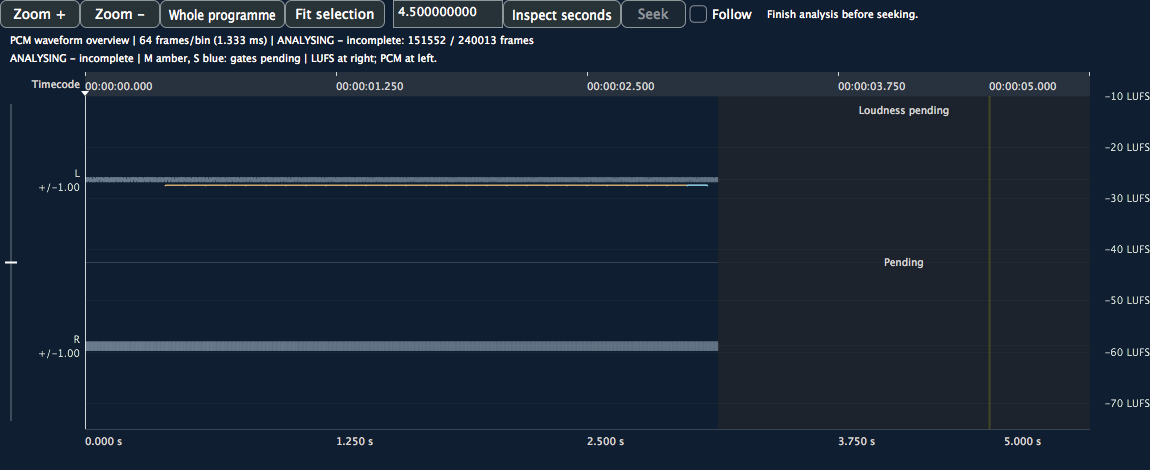 Zoom + Zoom – Whole programme Fit selection 4.500000000 Inspect seconds Seek Follow Finish analysis before seeking.
PCM waveform overview | 64 frames/bin (1.333 ms) | ANALYSING – incomplete: 151552 / 240013 frames
ANALYSING – incomplete | M amber, S blue: gates pending | LUFS at right; PCM at left.
Timecode 00:00:00.000 00:00:01.250 00:00:02.500 00:00:03.750 00:00:05.000
–10 LUFS
Loudness pending
–20 LUFS
L
+/–1.00
–30 LUFS
–40 LUFS
Pending
–50 LUFS
R
+/–1.00
–60 LUFS
–70 LUFS
0.000 s 1.250 s 2.500 s 3.750 s 5.000 s